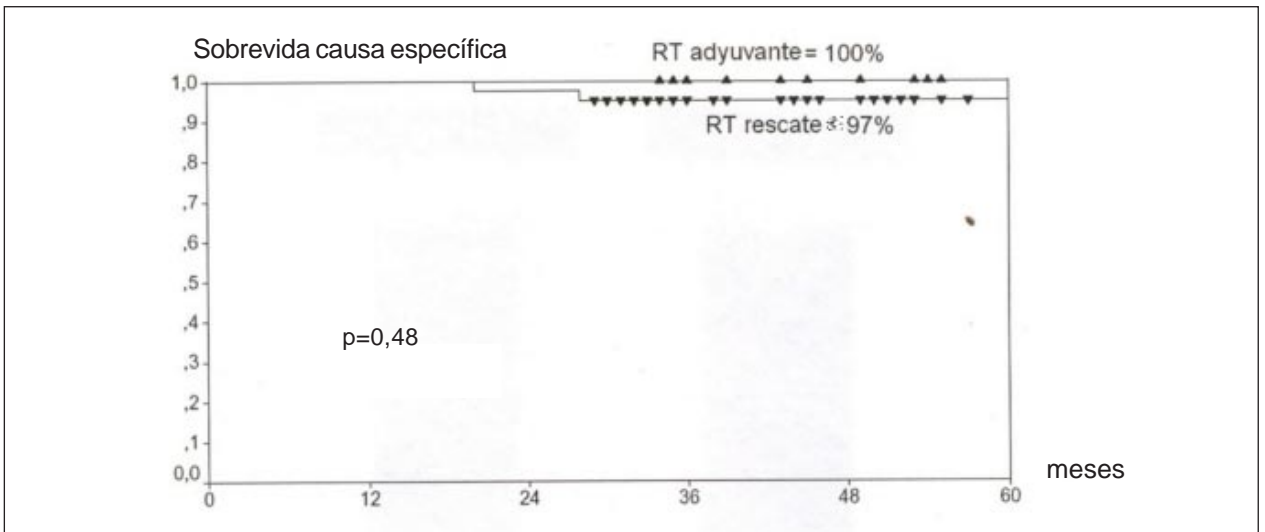 Sobrevida causa específica
RT adyuvante = 100%
1,0
,9
RT rescate 97%
,8
,7
,6
,5
,4
p=0,48
,3
,2
,1
0,0
meses
0 12 24 36 48 60